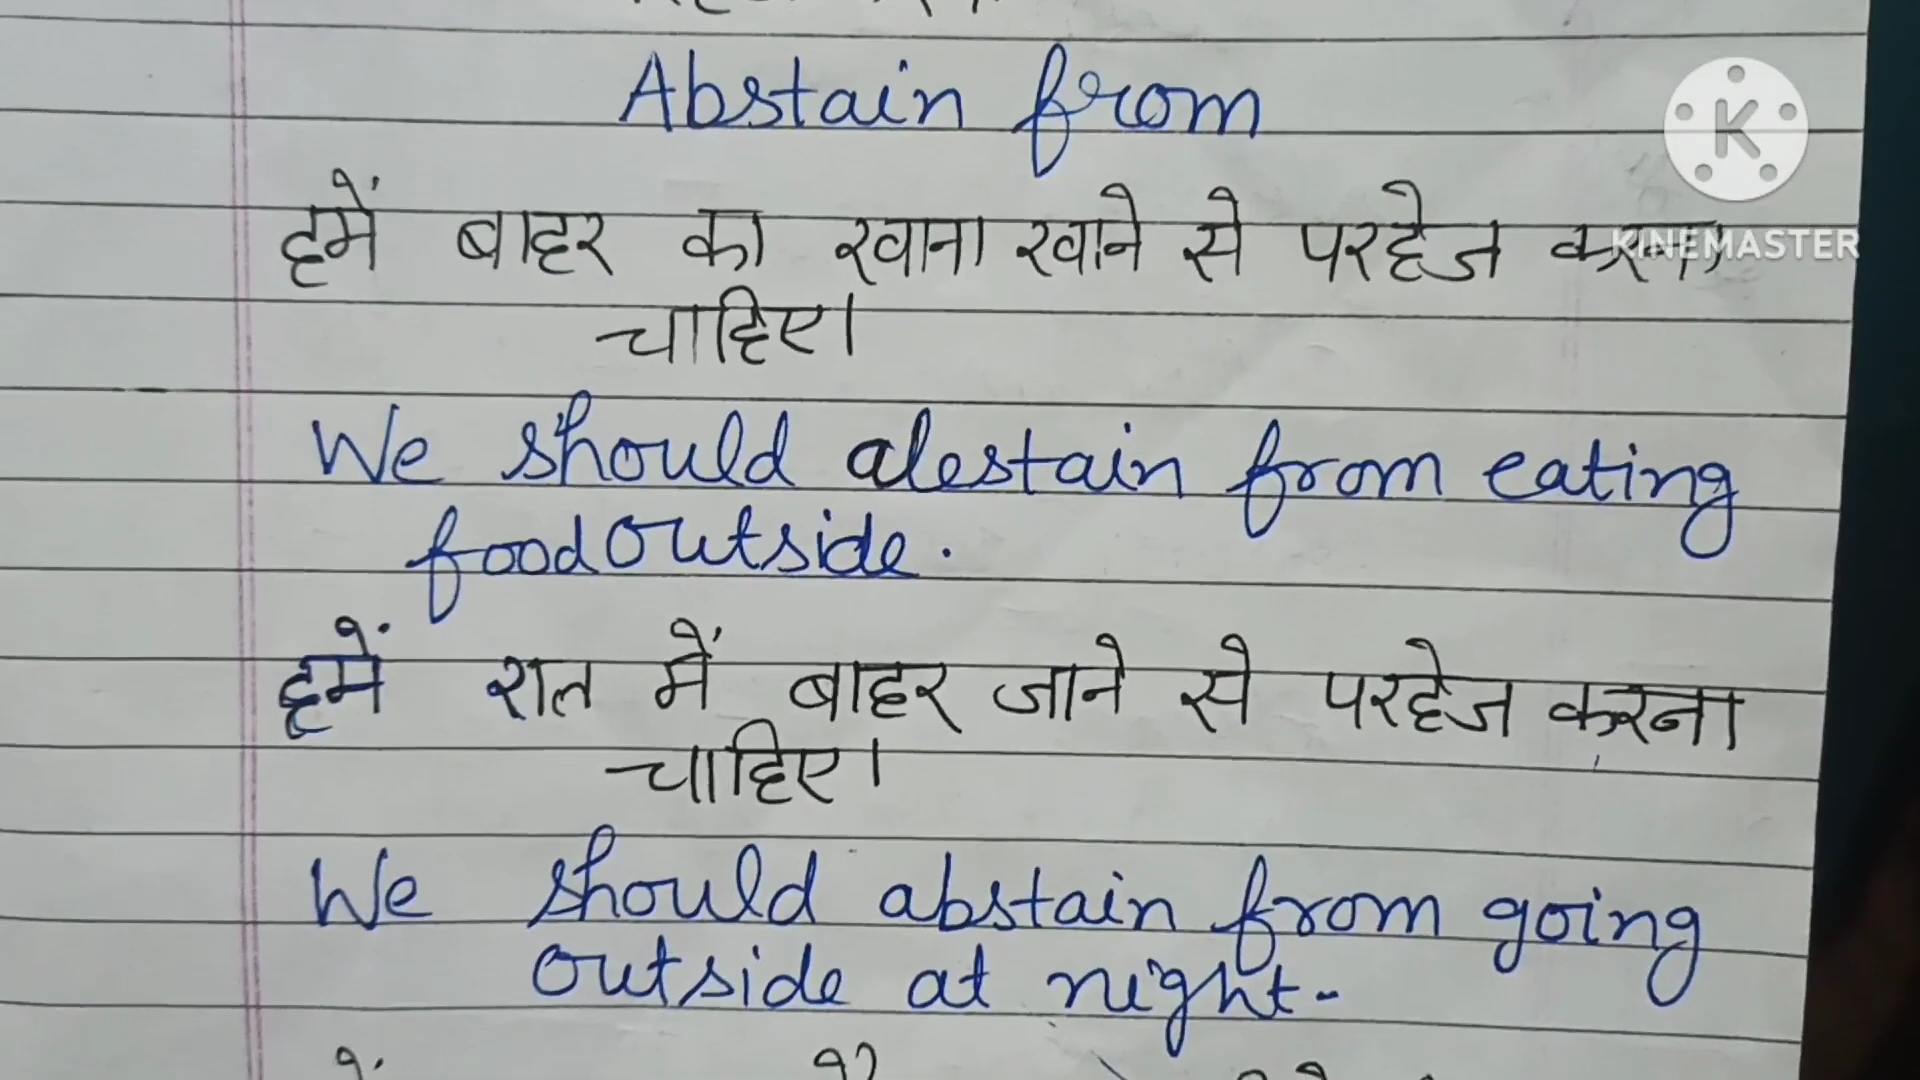 Abstain from
K
KINEMASTER
हमें बाहर का खाना खाने से परहेज करना
चाहिए।
We should abstain from eating
food outside.
हमें रात में बाहर जाने से परहेज करना
चाहिए।
We should abstain from going
outside at night.